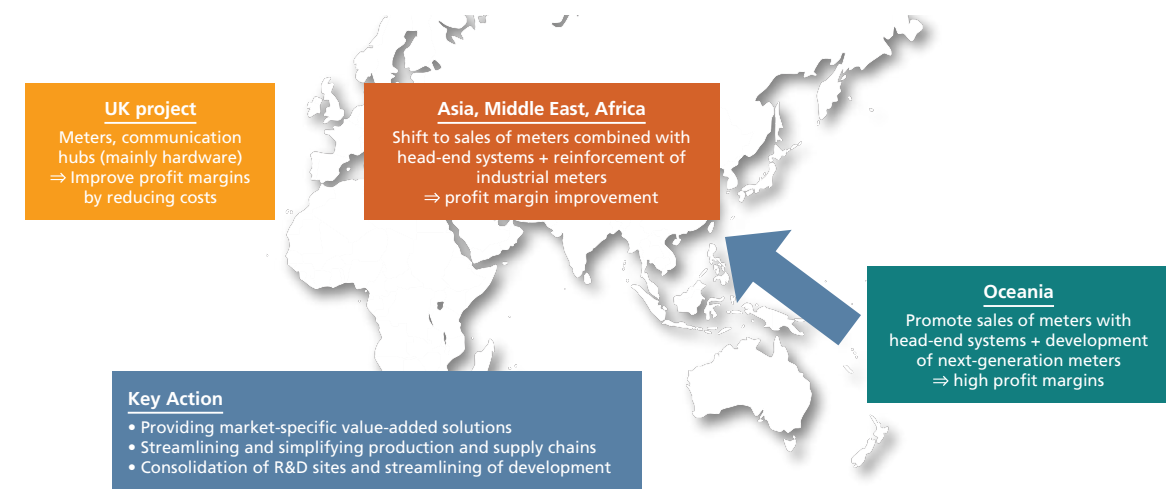 UK project
Meters, communication
hubs (mainly hardware)
⇒ Improve profit margins
by reducing costs
Asia, Middle East, Africa
Shift to sales of meters combined with
head-end systems + reinforcement of
industrial meters
⇒ profit margin improvement
Oceania
Promote sales of meters with
head-end systems + development
of next-generation meters
⇒ high profit margins
Key Action
• Providing market-specific value-added solutions
• Streamlining and simplifying production and supply chains
• Consolidation of R&D sites and streamlining of development